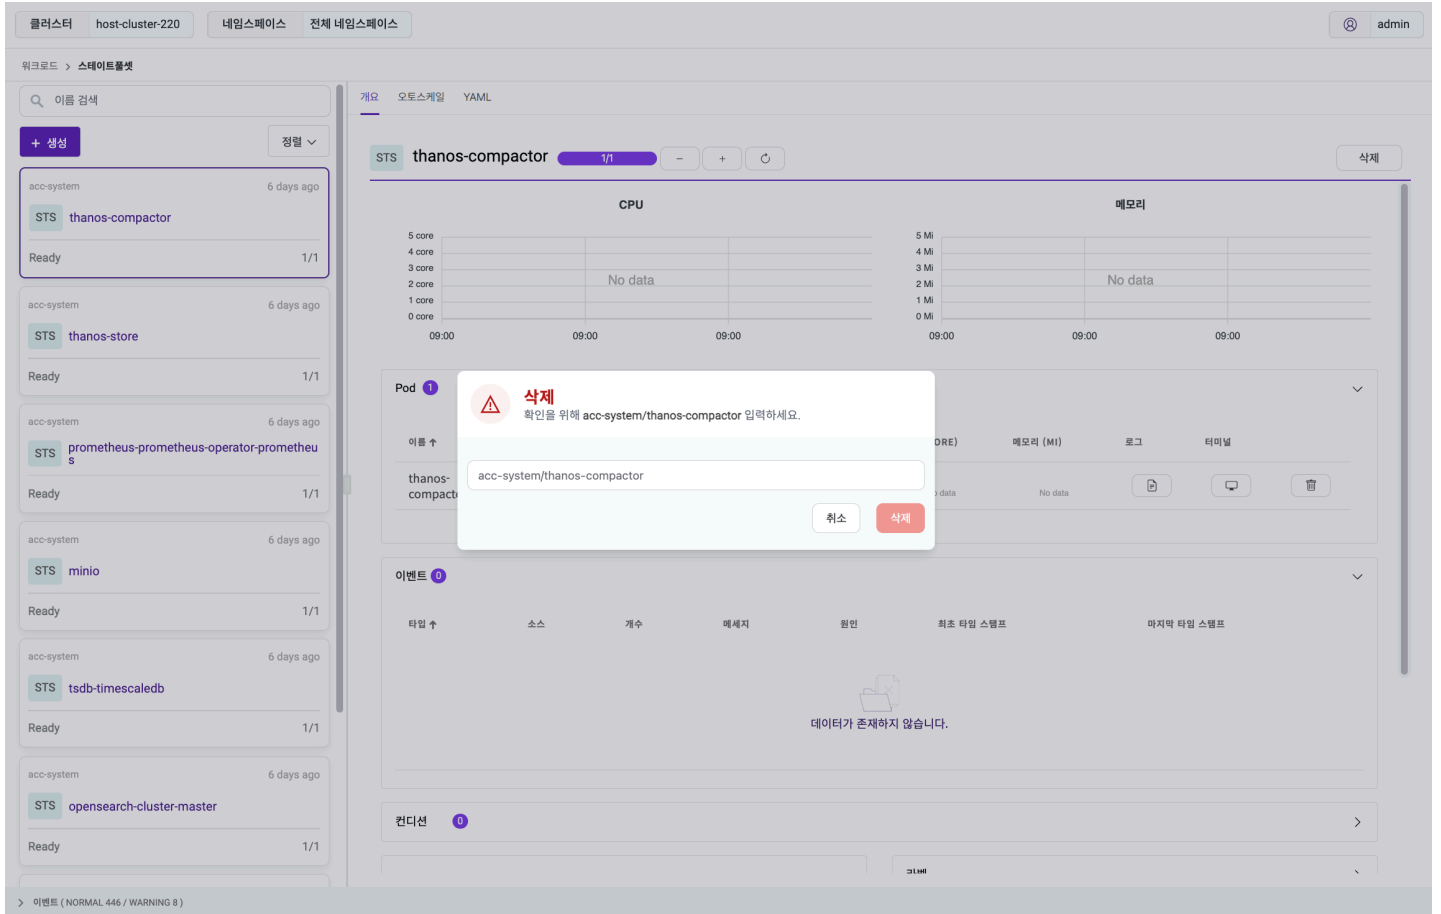 클러스터 host-cluster-220 네임스페이스 전체 네임스페이스 admin
워크로드 > 스테이트풀셋
이름 검색
+ 생성 정렬
acc-system 6 days ago
STS thanos-compactor
Ready 1/1
acc-system 6 days ago
STS thanos-store
Ready 1/1
acc-system 6 days ago
STS prometheus-prometheus-operator-prometheu
s
Ready 1/1
acc-system 6 days ago
STS minio
Ready 1/1
acc-system 6 days ago
STS tsdb-timescaledb
Ready 1/1
acc-system 6 days ago
STS opensearch-cluster-master
Ready 1/1
개요 오토스케일 YAML
STS thanos-compactor 1/1 - + 삭제
CPU
5 core
4 core
3 core
2 core
1 core
0 core
No data
09:00 09:00 09:00
메모리
5 Mi
4 Mi
3 Mi
2 Mi
1 Mi
0 Mi
No data
09:00 09:00 09:00
Pod 1
이름 ↑ ORE) 메모리 (MI) 로그 터미널
thanos-
compacto
data No data
삭제
확인을 위해 acc-system/thanos-compactor 입력하세요.
acc-system/thanos-compactor
취소 삭제
이벤트 0
타입 ↑ 소스 개수 메세지 원인 최초 타임 스탬프 마지막 타임 스탬프
데이터가 존재하지 않습니다.
컨디션 0
> 이벤트 ( NORMAL 446 / WARNING 8 )